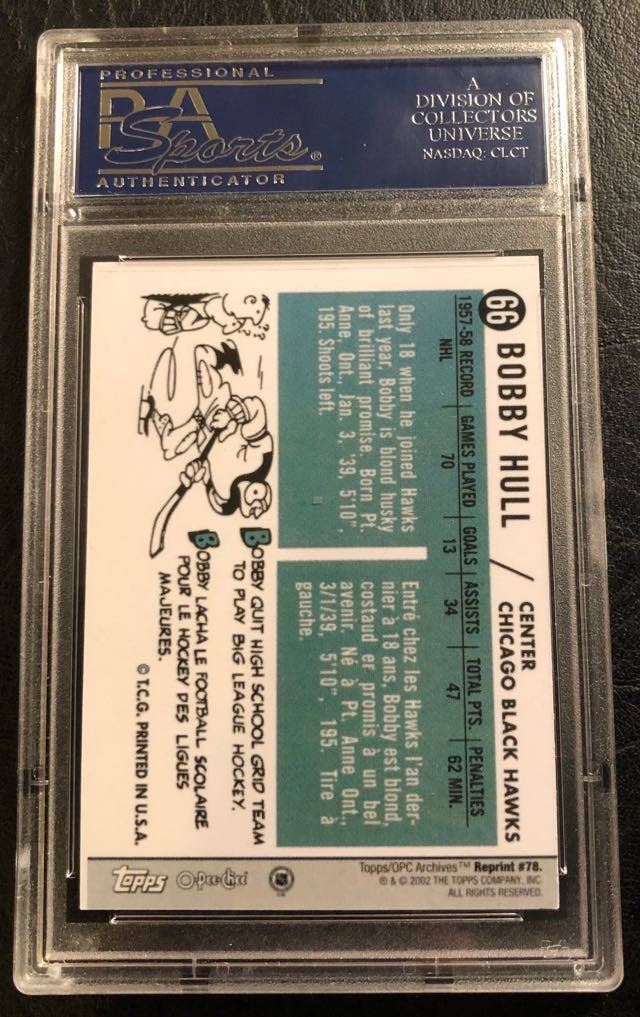 PROFESSIONAL
PSA
Sports®
AUTHENTICATOR
A
DIVISION OF
COLLECTORS
UNIVERSE
NASDAQ: CLCT
66 BOBBY HULL / CENTER
CHICAGO BLACK HAWKS
1957-58 RECORD GAMES PLAYED GOALS ASSISTS TOTAL PTS. PENALTIES
NHL 70 13 34 47 62 MIN.
Only 18 when he joined Hawks
last year, Bobby is blond husky
of brilliant promise. Born Pt.
Anne, Ont., Jan. 3, '39, 5'10",
195. Shoots left.
Entré chez les Hawks l'an der-
nier à 18 ans, Bobby est blond,
costaud er promis à un bel
avenir. Né à Pt. Anne Ont.,
3/1/39, 5'10", 195. Tire à
gauche.
BOBBY QUIT HIGH SCHOOL GRID TEAM
TO PLAY BIG LEAGUE HOCKEY.
BOBBY LACHA LE FOOTBALL SCOLAIRE
POUR LE HOCKEY DES LIGUES
MAJEURES.
© T.C.G. PRINTED IN U.S.A.
Topps/OPC Archives™ Reprint #78.
® & © 2002 THE TOPPS COMPANY, INC
ALL RIGHTS RESERVED.
NHL
O-Pee-Chee
topps